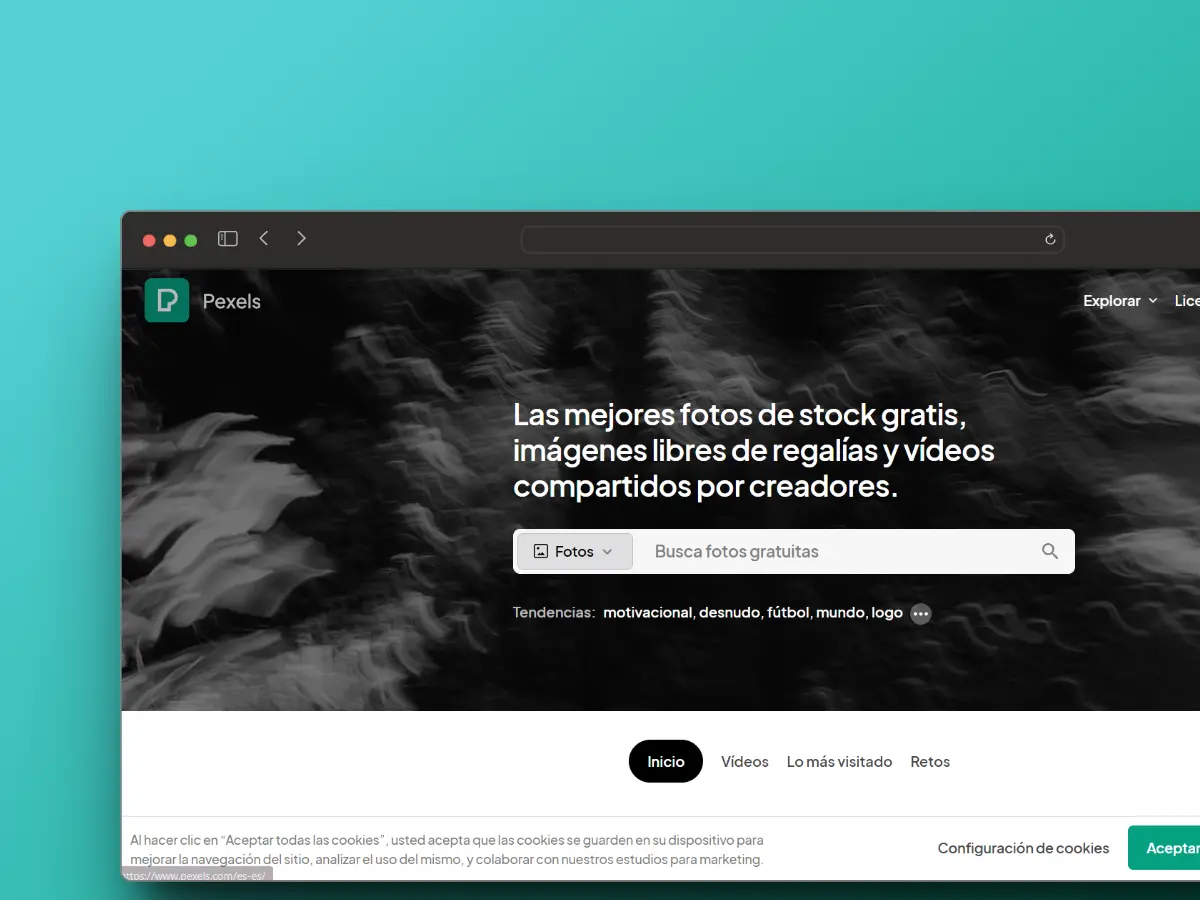 Pexels
Explorar
Las mejores fotos de stock gratis,
imágenes libres de regalías y vídeos
compartidos por creadores.
Fotos
Busca fotos gratuitas
Tendencias: motivacional, desnudo, fútbol, mundo, logo
Inicio
Vídeos
Lo más visitado
Retos
Al hacer clic en “Aceptar todas las cookies”, usted acepta que las cookies se guarden en su dispositivo para
mejorar la navegación del sitio, analizar el uso del mismo, y colaborar con nuestros estudios para marketing.
Configuración de cookies
Aceptar
ttps://www.pexels.com/es-es/